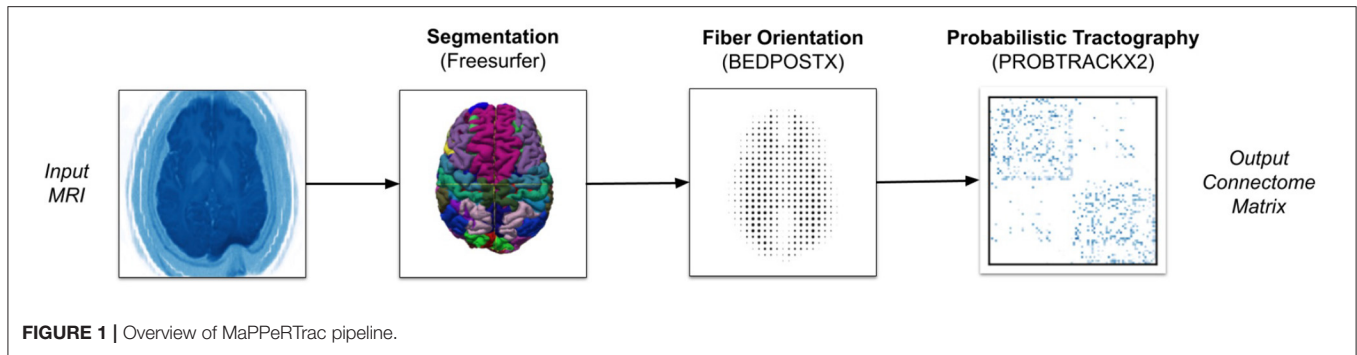 Segmentation
(Freesurfer)
Fiber Orientation
(BEDPOSTX)
Probabilistic Tractography
(PROBTRACKX2)
Input
MRI
Output
Connectome
Matrix
FIGURE 1 | Overview of MaPPeRTrac pipeline.